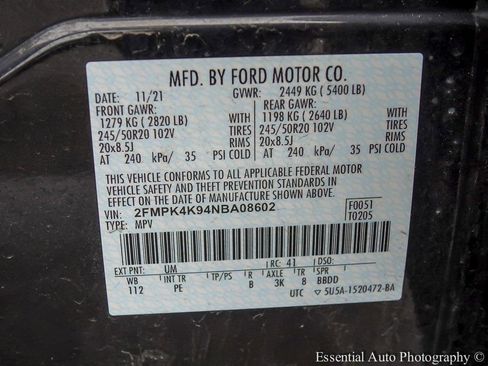 MFD. BY FORD MOTOR CO.
DATE: 11/21 GVWR: 2449 KG ( 5400 LB)
FRONT GAWR: REAR GAWR:
1279 KG ( 2820 LB) WITH 1198 KG ( 2640 LB) WITH
245/50R20 102V TIRES 245/50R20 102V TIRES
20x8.5J RIMS 20x8.5J RIMS
AT 240 kPa/ 35 PSI COLD AT 240 kPa/ 35 PSI COLD
THIS VEHICLE CONFORMS TO ALL APPLICABLE FEDERAL MOTOR
VEHICLE SAFETY AND THEFT PREVENTION STANDARDS IN
EFFECT ON THE DATE OF MANUFACTURE SHOWN ABOVE.
VIN: 2FMPK4K94NBA08602 F0051
TYPE: MPV T0205
EXT PNT: UM RC: 41 DSO:
WB INT TR TP/PS R AXLE TR SPR
112 PE B 3K 8 BBDD
UTC 5U5A-1520472-BA
Essential Auto Photography ©